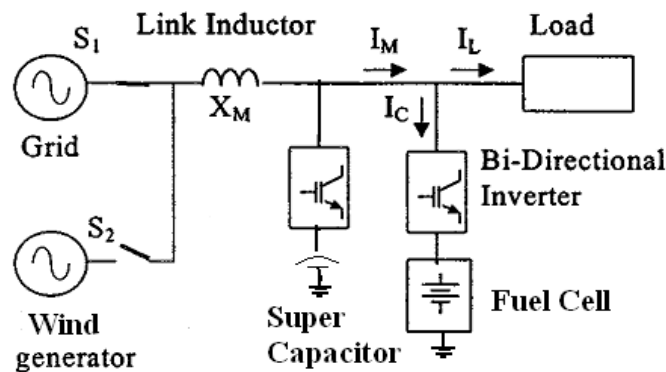 S1
Link Inductor
IM
IL
Load
XM
Grid
IC
Bi-Directional
Inverter
S2
Wind
generator
Super
Capacitor
Fuel Cell